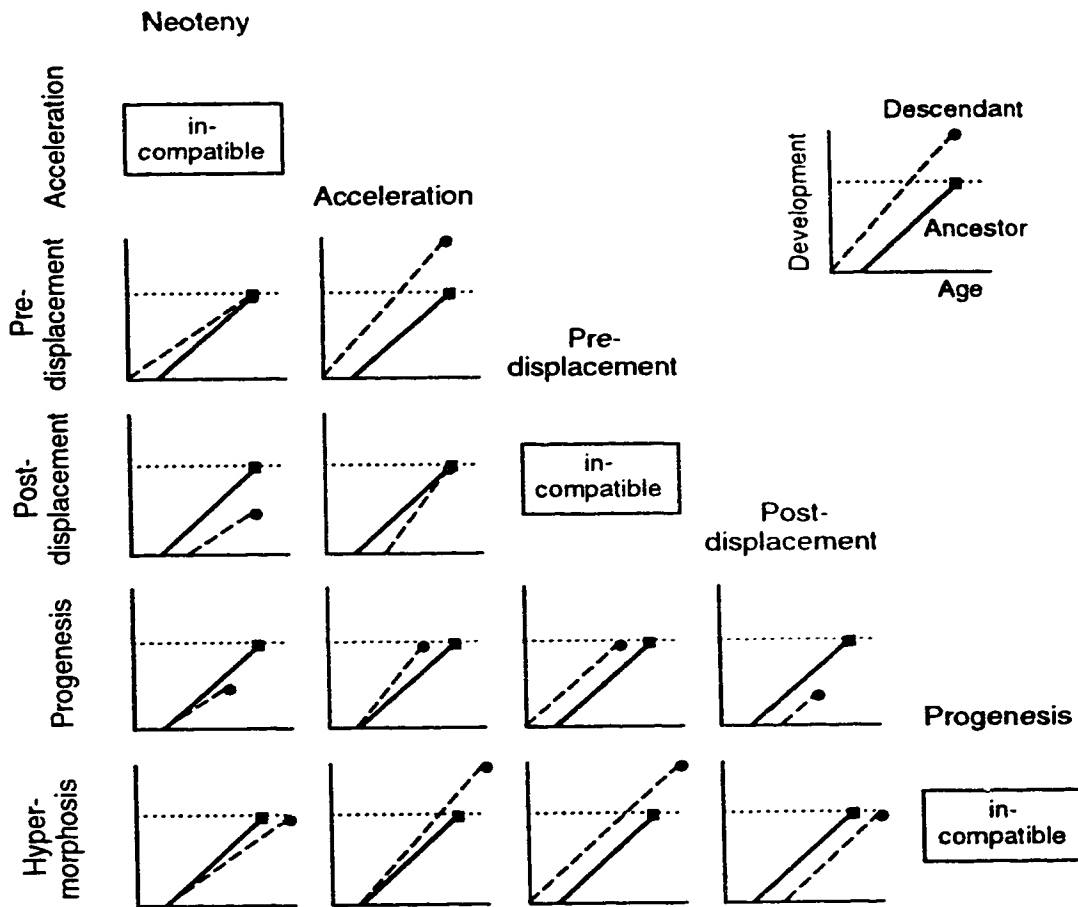 Neoteny
Acceleration
in-
compatible
Descendant
Development
Ancestor
Age
Acceleration
Pre-
displacement
Pre-
displacement
Post-
displacement
in-
compatible
Post-
displacement
Progenesis
Progenesis
Hyper-
morphosis
in-
compatible